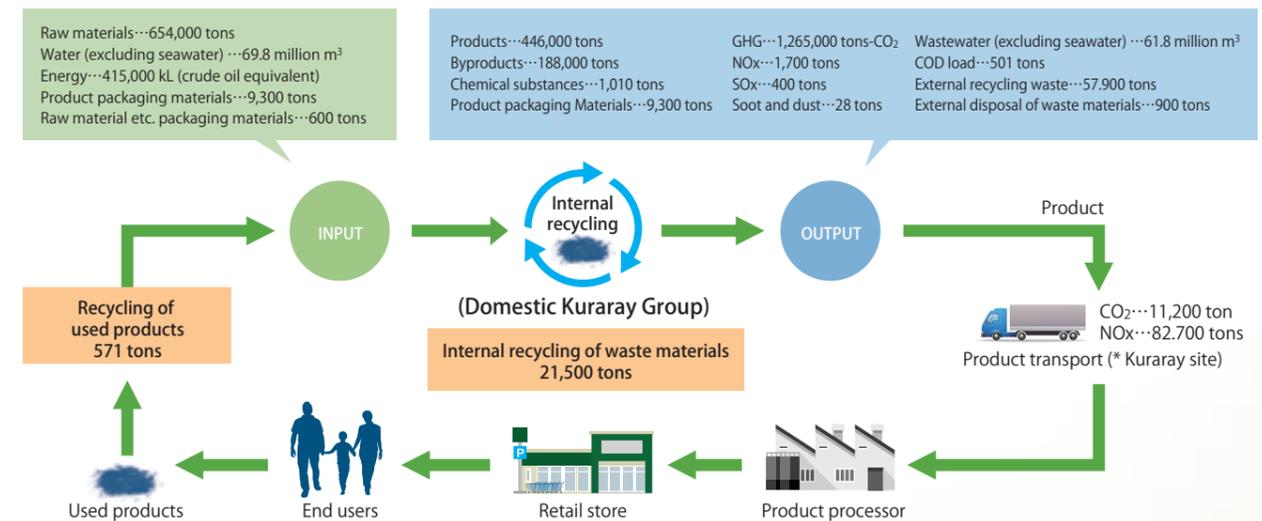 Raw materials···654,000 tons
Water (excluding seawater) ···69.8 million m³
Energy···415,000 kL (crude oil equivalent)
Product packaging materials···9,300 tons
Raw material etc. packaging materials···600 tons
Products···446,000 tons
Byproducts···188,000 tons
Chemical substances···1,010 tons
Product packaging Materials···9,300 tons
GHG···1,265,000 tons-CO₂
NOx···1,700 tons
SOx···400 tons
Soot and dust···28 tons
Wastewater (excluding seawater) ···61.8 million m³
COD load···501 tons
External recycling waste···57.900 tons
External disposal of waste materials···900 tons
INPUT
Internal
recycling
OUTPUT
Product
(Domestic Kuraray Group)
Internal recycling of waste materials
21,500 tons
CO₂···11,200 ton
NOx···82.700 tons
Product transport (* Kuraray site)
Recycling of
used products
571 tons
P
Used products
End users
Retail store
Product processor